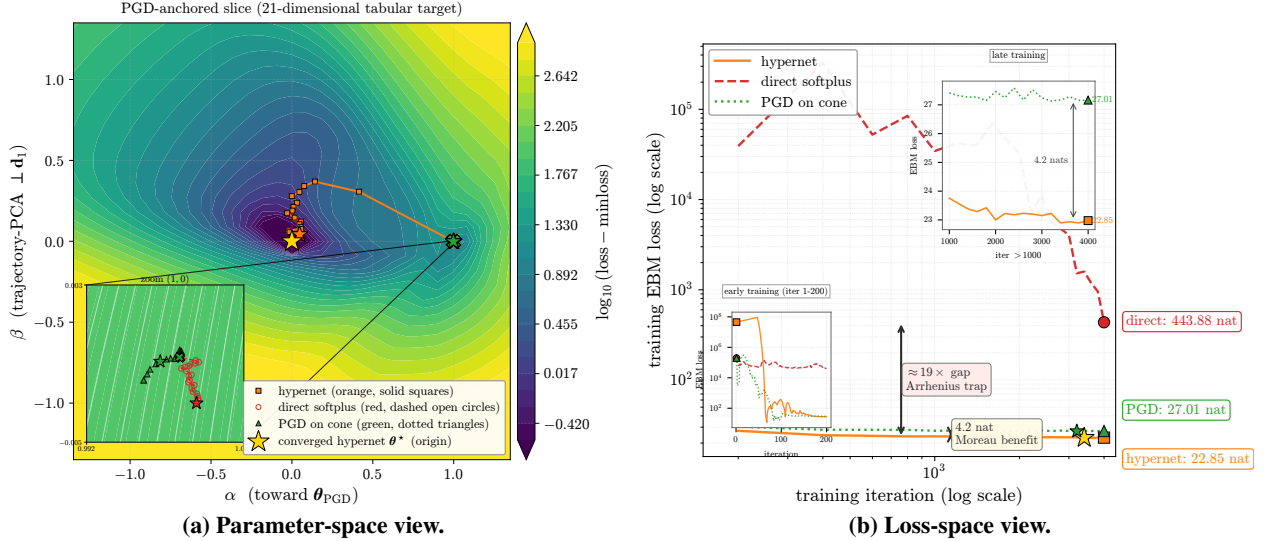 PGD-anchored slice (21-dimensional tabular target)
β (trajectory-PCA ⊥ d₁)
1.0
0.5
0.0
−0.5
−1.0
−1.0
−0.5
0.0
0.5
1.0
α (toward θ_PGD)
zoom (1, 0)
0.003
−0.005
0.992
hypernet (orange, solid squares)
direct softplus (red, dashed open circles)
PGD on cone (green, dotted triangles)
converged hypernet θ* (origin)
2.642
2.205
1.767
1.330
0.892
0.455
0.017
−0.420
log₁₀ (loss − minloss)
(a) Parameter-space view.
training EBM loss (log scale)
10⁵
10⁴
10³
10²
10³
training iteration (log scale)
hypernet
direct softplus
PGD on cone
late training
EBM loss
27
26
25
24
23
1000
2000
3000
4000
iter > 1000
27.01
4.2 nats
22.85
early training (iter 1-200)
EBM loss
10⁸
10⁶
10⁴
10²
0
100
200
iteration
≈19× gap
Arrhenius trap
4.2 nat
Moreau benefit
direct: 443.88 nat
PGD: 27.01 nat
hypernet: 22.85 nat
(b) Loss-space view.